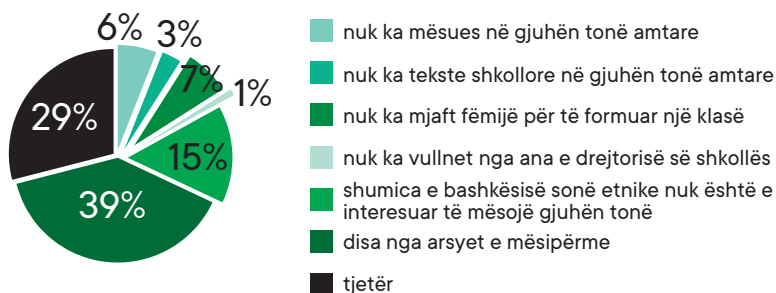 6%
3%
7%
1%
15%
39%
29%
nuk ka mësues në gjuhën tonë amtare
nuk ka tekste shkollore në gjuhën tonë amtare
nuk ka mjaft fëmijë për të formuar një klasë
nuk ka vullnet nga ana e drejtorisë së shkollës
shumica e bashkësisë sonë etnike nuk është e
interesuar të mësojë gjuhën tonë
disa nga arsyet e mësipërme
tjetër